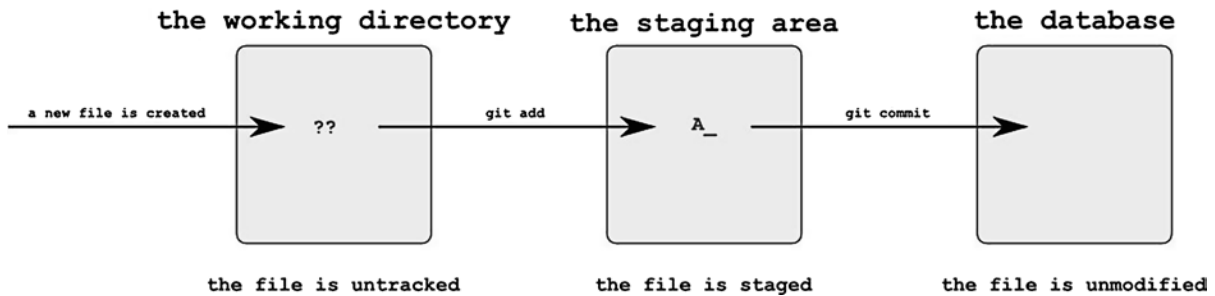 the working directory
the staging area
the database
a new file is created
??
git add
A_
git commit
the file is untracked
the file is staged
the file is unmodified